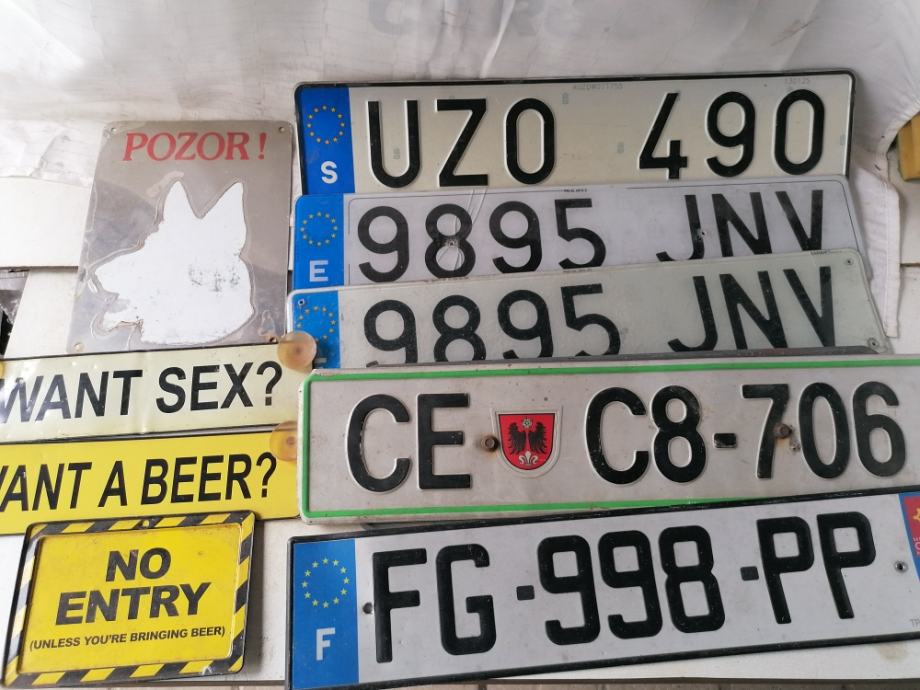 POZOR!
S
UZO 490
E
9895 JNV
9895 JNV
WANT SEX?
CE C8-706
WANT A BEER?
F
FG-998-PP
NO
ENTRY
(UNLESS YOU'RE BRINGING BEER)